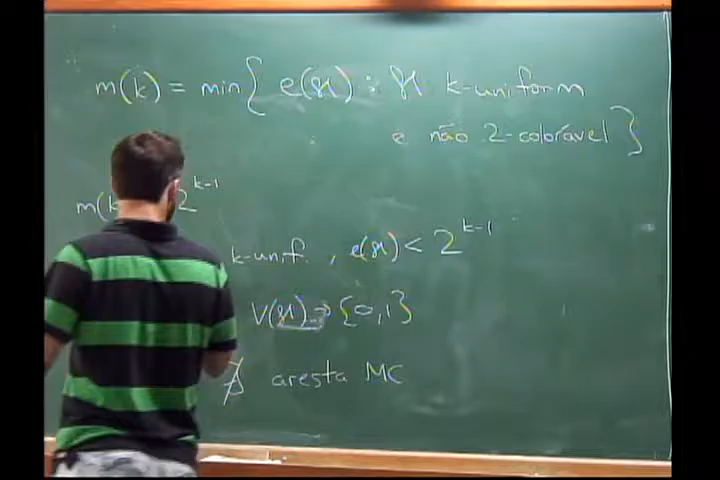 m(k) = min { e(H) : H k-uniform
e não 2-colorável }
m(k 2^{k-1}
k-unif. , e(H) < 2^{k-1}
V(H) → {0,1}
∄ aresta MC